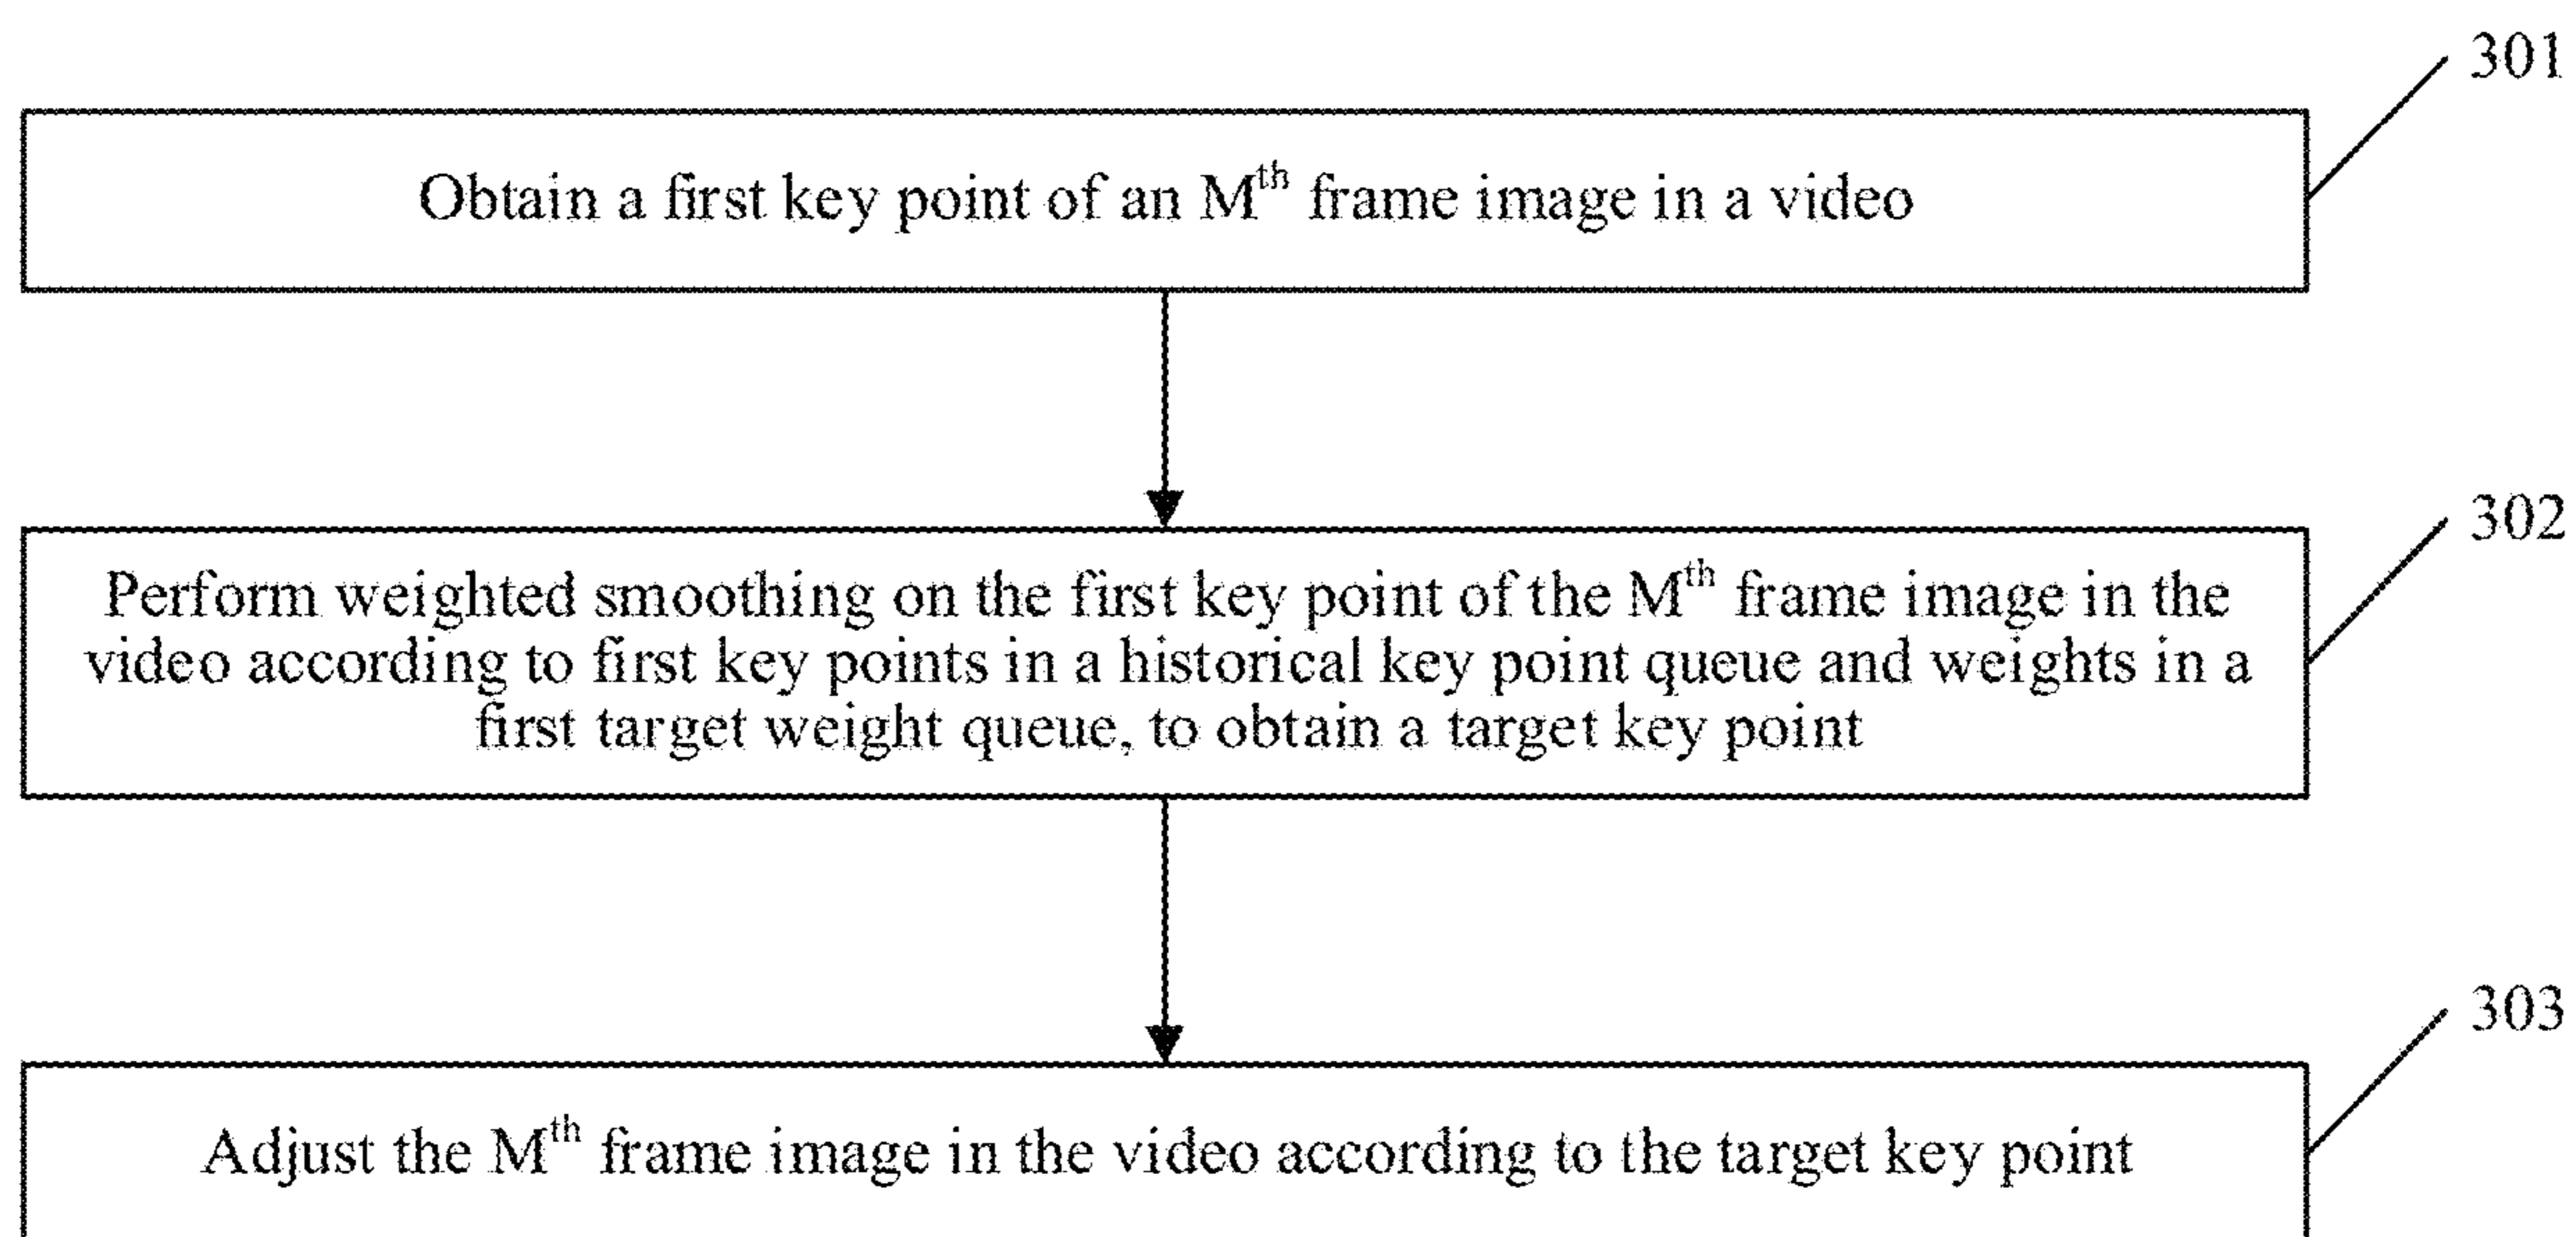 301
Obtain a first key point of an Mth frame image in a video
302
Perform weighted smoothing on the first key point of the Mth frame image in the
video according to first key points in a historical key point queue and weights in a
first target weight queue, to obtain a target key point
303
Adjust the Mth frame image in the video according to the target key point